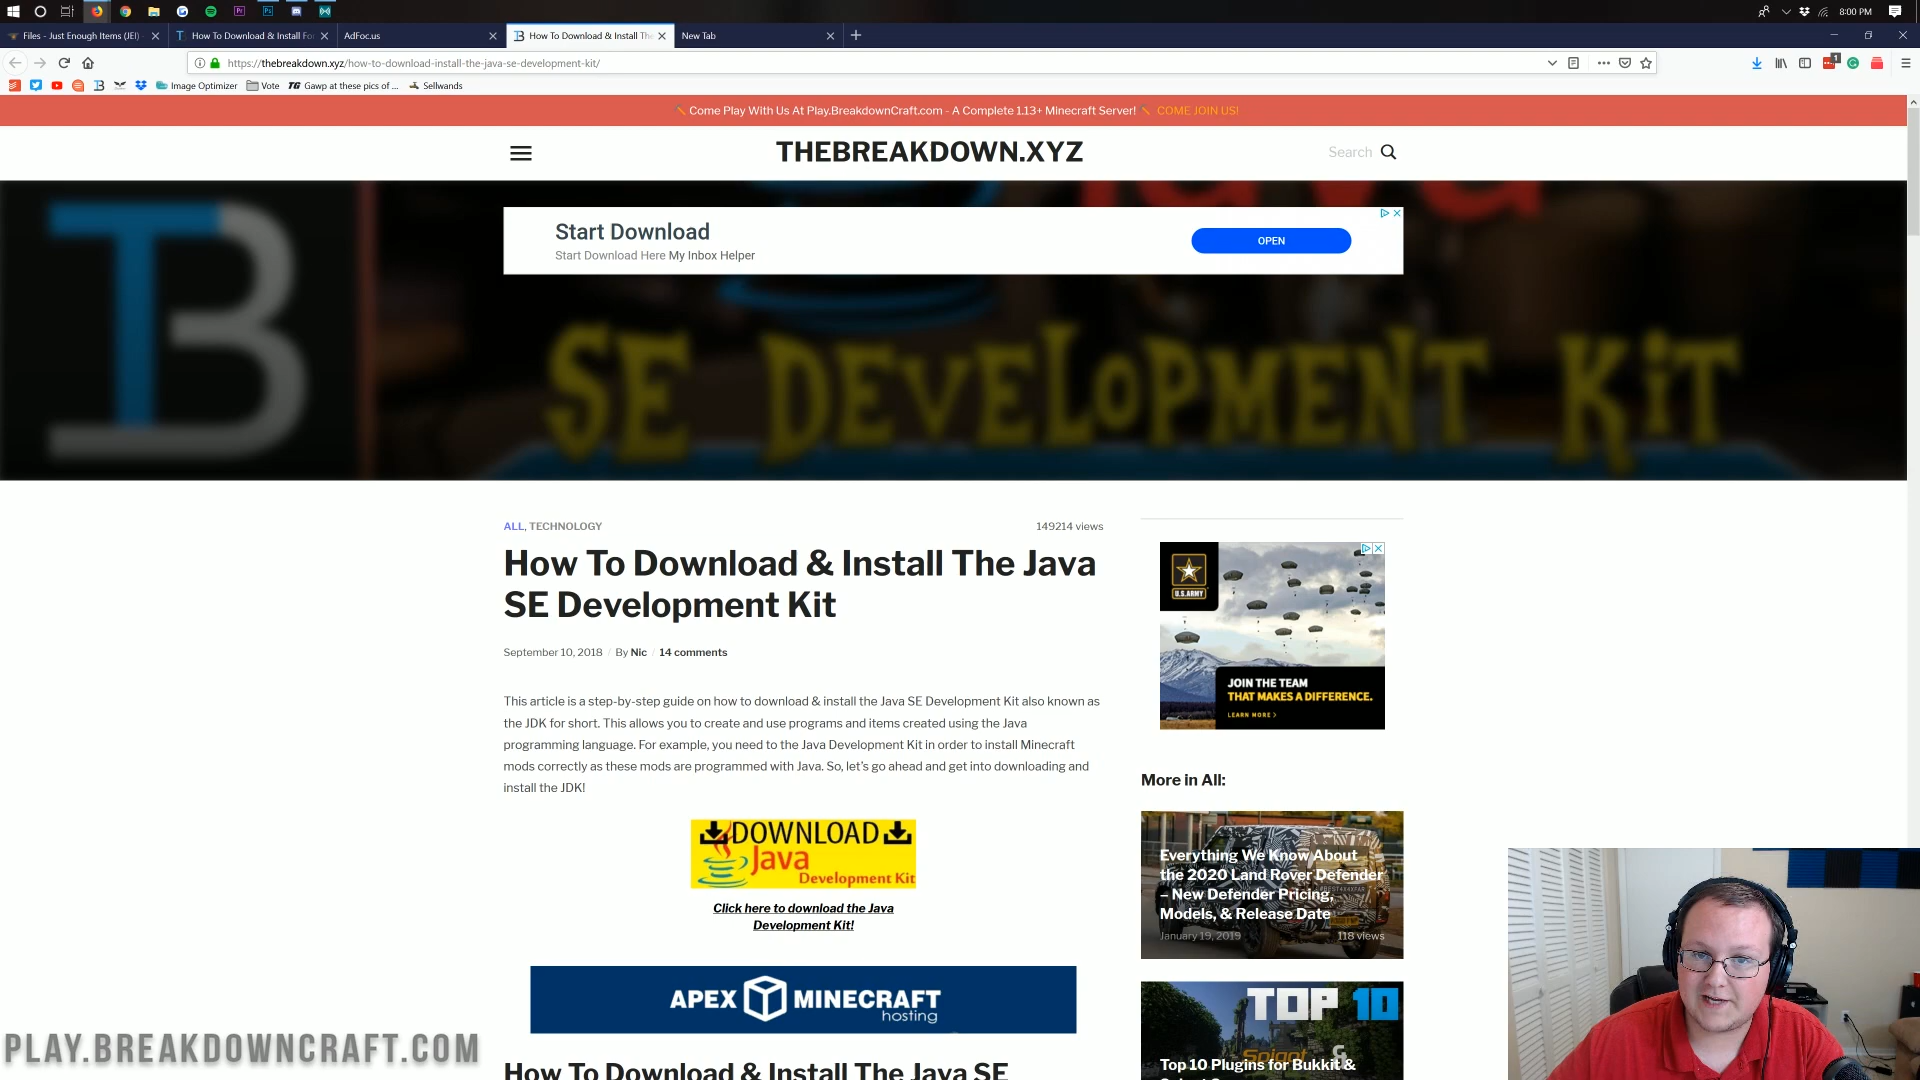 8:00 PM
Files - Just Enough Items (JEI) -
How To Download & Install Fo
AdFoc.us
How To Download & Install The
New Tab
https://thebreakdown.xyz/how-to-download-install-the-java-se-development-kit/
1
Image Optimizer
Vote
TG Gawp at these pics of ...
Sellwands
Come Play With Us At Play.BreakdownCraft.com - A Complete 1.13+ Minecraft Server! COME JOIN US!
THEBREAKDOWN.XYZ
Search
Start Download
Start Download Here My Inbox Helper
OPEN
TB
SE DEVELOPMENT KIT
ALL, TECHNOLOGY
149214 views
How To Download & Install The Java
SE Development Kit
September 10, 2018 / By Nic / 14 comments
This article is a step-by-step guide on how to download & install the Java SE Development Kit also known as
the JDK for short. This allows you to create and use programs and items created using the Java
programming language. For example, you need to the Java Development Kit in order to install Minecraft
mods correctly as these mods are programmed with Java. So, let's go ahead and get into downloading and
install the JDK!
DOWNLOAD
Java
Development Kit
Click here to download the Java
Development Kit!
APEX MINECRAFT
hosting
How To Download & Install The Java SE
U.S.ARMY
JOIN THE TEAM
THAT MAKES A DIFFERENCE.
LEARN MORE >
More in All:
Everything We Know About
the 2020 Land Rover Defender
– New Defender Pricing,
Models, & Release Date
January 19, 2019
118 views
TOP 10
Spigot &
Top 10 Plugins for Bukkit &
PLAY.BREAKDOWNCRAFT.COM